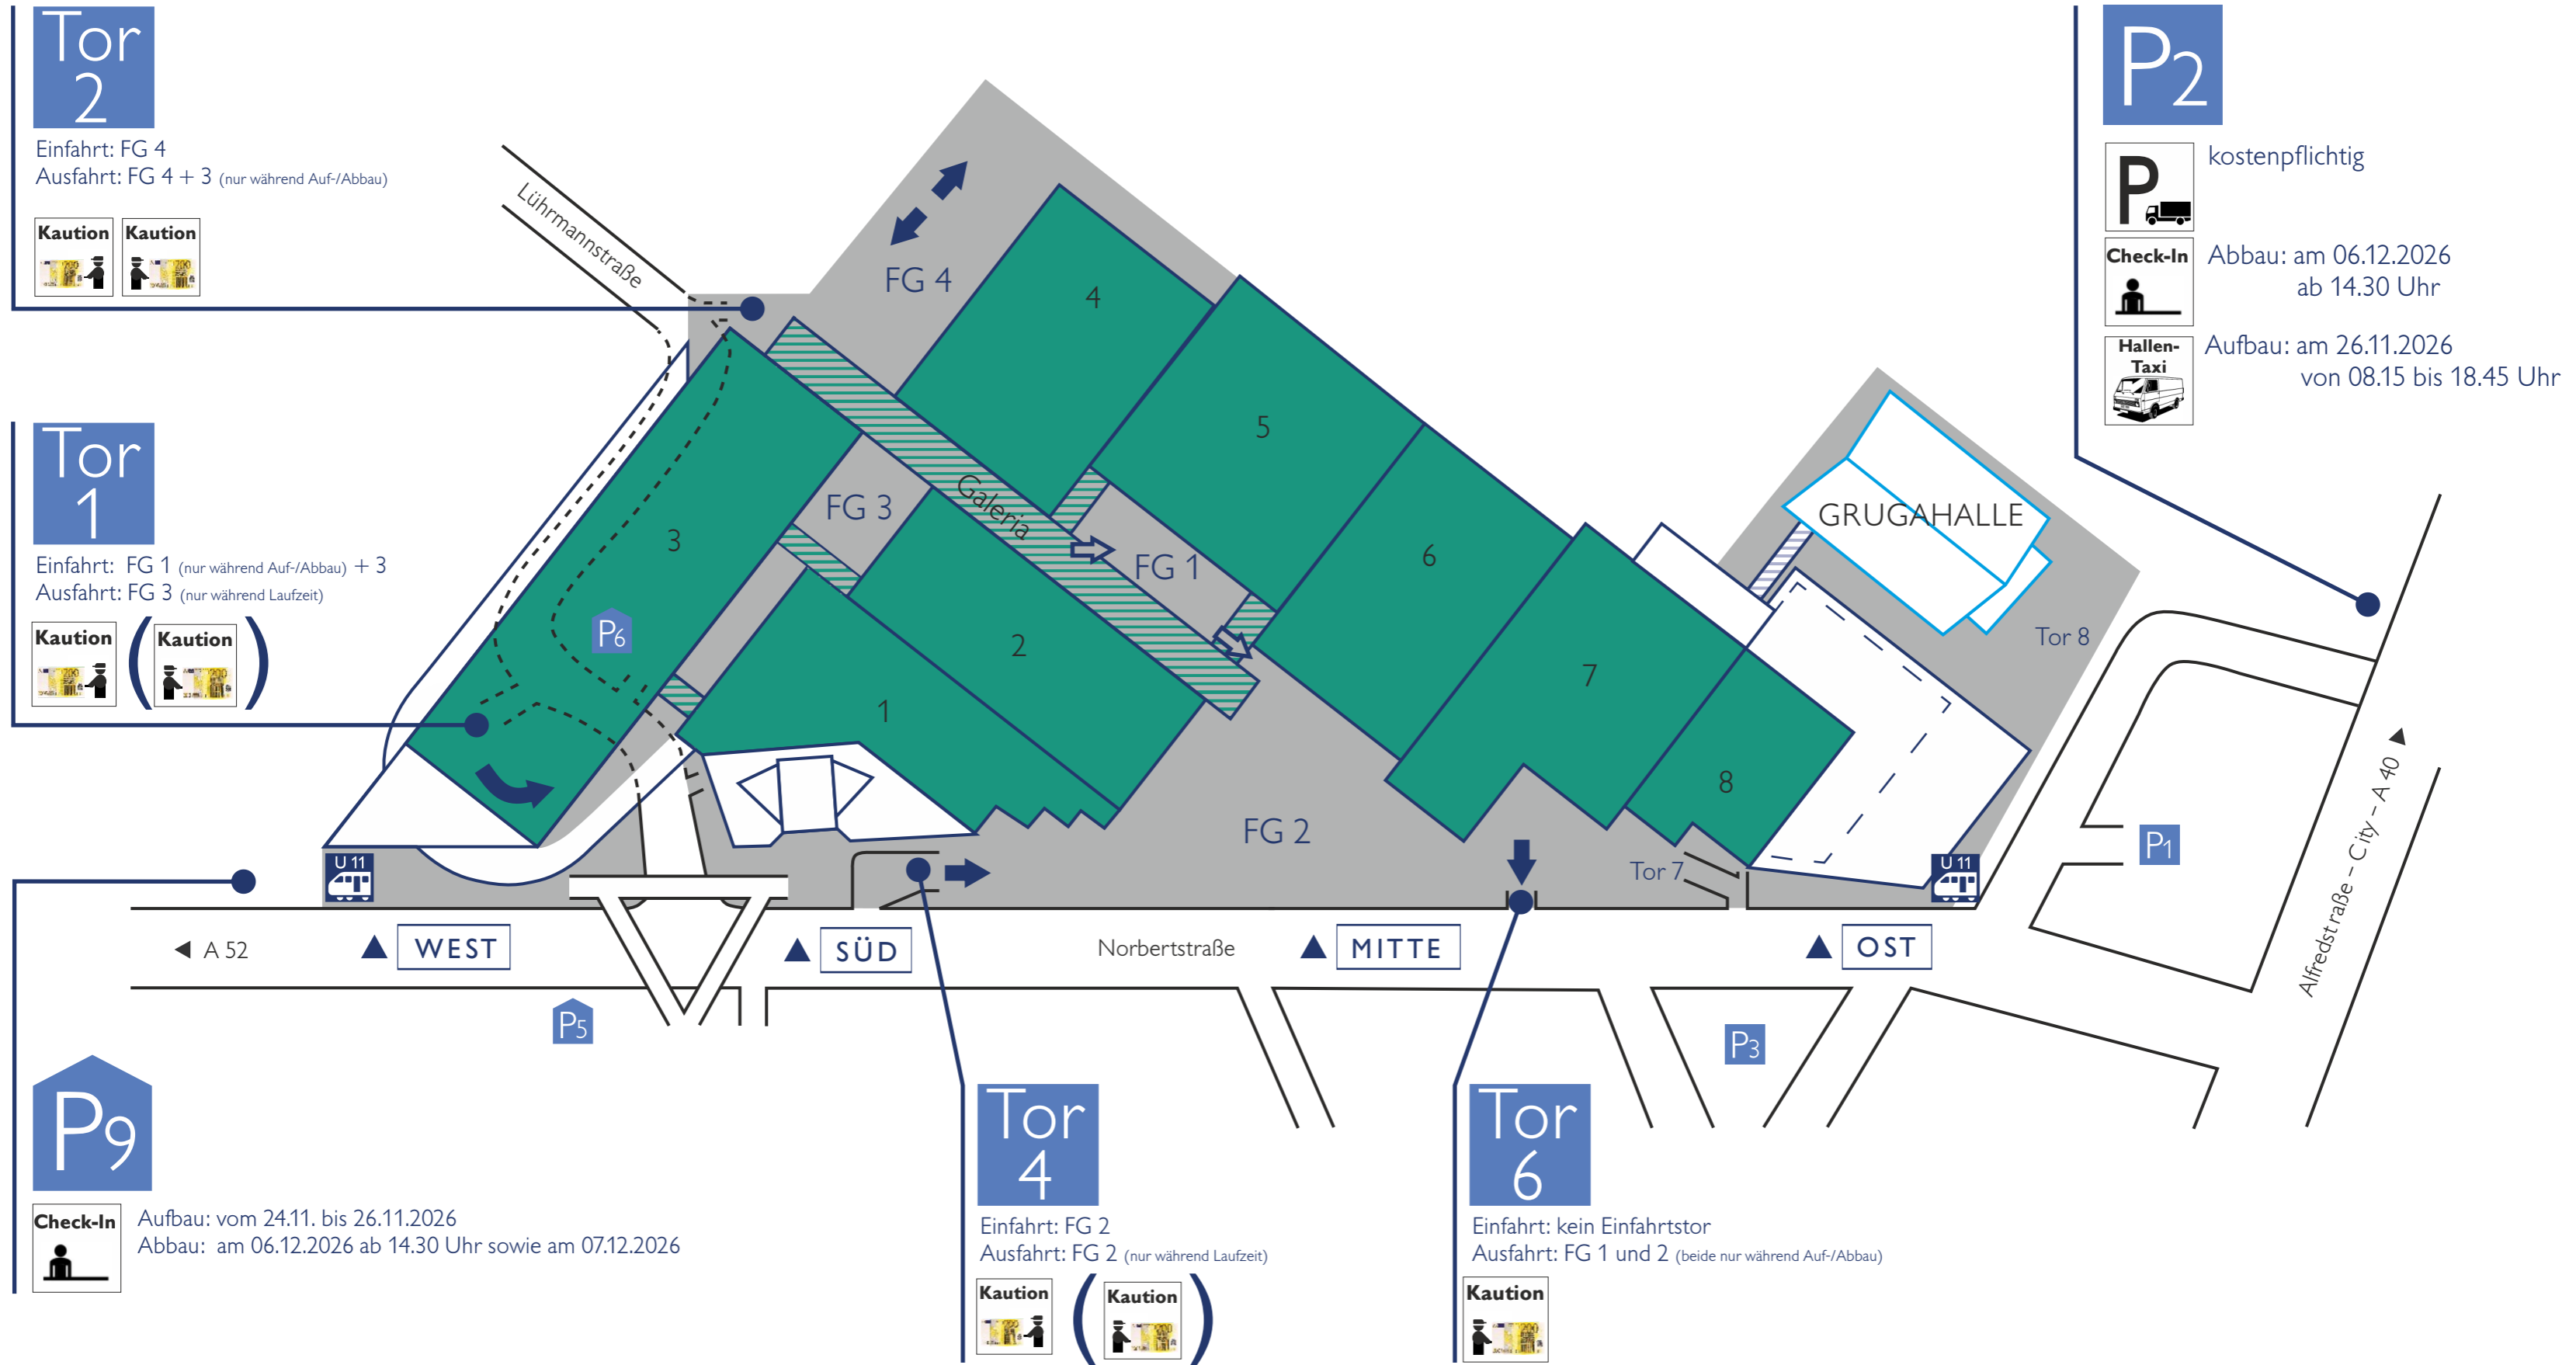 Tor
2
Einfahrt: FG 4
Ausfahrt: FG 4 + 3 (nur während Auf-/Abbau)
Kaution
Kaution
Tor
1
Einfahrt: FG 1 (nur während Auf-/Abbau) + 3
Ausfahrt: FG 3 (nur während Laufzeit)
Kaution
(Kaution)
P2
P
kostenpflichtig
Check-In
Abbau: am 06.12.2026
ab 14.30 Uhr
Hallen-
Taxi
Aufbau: am 26.11.2026
von 08.15 bis 18.45 Uhr
Lührmannstraße
FG 4
4
5
6
7
8
3
FG 3
Galeria
FG 1
2
1
P6
FG 2
GRUGAHALLE
Tor 8
Tor 7
P1
Alfredstraße – City – A 40
U 11
U 11
A 52
WEST
SÜD
Norbertstraße
MITTE
OST
P5
P3
P9
Check-In
Aufbau: vom 24.11. bis 26.11.2026
Abbau: am 06.12.2026 ab 14.30 Uhr sowie am 07.12.2026
Tor
4
Einfahrt: FG 2
Ausfahrt: FG 2 (nur während Laufzeit)
Kaution
(Kaution)
Tor
6
Einfahrt: kein Einfahrtstor
Ausfahrt: FG 1 und 2 (beide nur während Auf-/Abbau)
Kaution